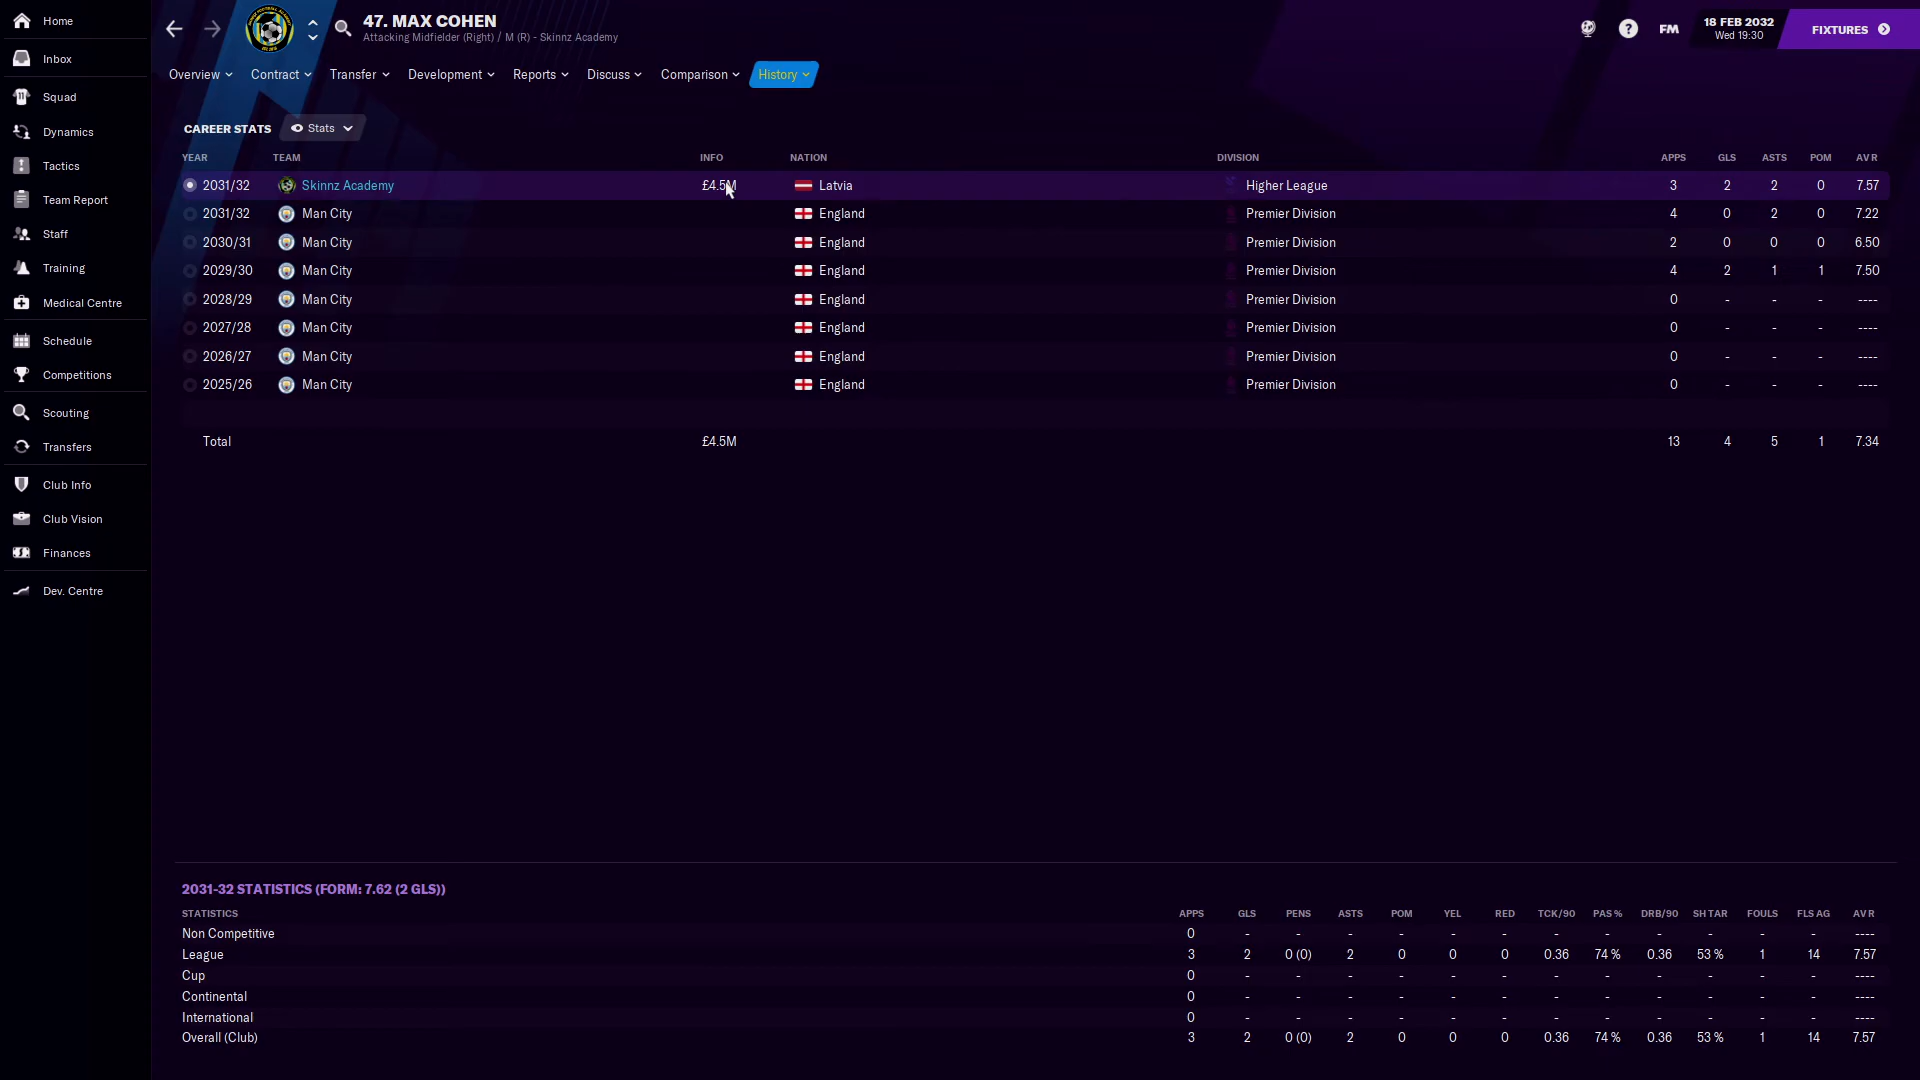 Home
Inbox
Squad
Dynamics
Tactics
Team Report
Staff
Training
Medical Centre
Schedule
Competitions
Scouting
Transfers
Club Info
Club Vision
Finances
Dev. Centre
47. MAX COHEN
Attacking Midfielder (Right) / M (R) - Skinnz Academy
FM
18 FEB 2032
Wed 19:30
FIXTURES
Overview Contract Transfer Development Reports Discuss Comparison History
CAREER STATS Stats
YEAR TEAM INFO NATION DIVISION APPS GLS ASTS POM AV R
2031/32 Skinnz Academy £4.5M Latvia Higher League 3 2 2 0 7.57
2031/32 Man City England Premier Division 4 0 2 0 7.22
2030/31 Man City England Premier Division 2 0 0 0 6.50
2029/30 Man City England Premier Division 4 2 1 1 7.50
2028/29 Man City England Premier Division 0 - - - ----
2027/28 Man City England Premier Division 0 - - - ----
2026/27 Man City England Premier Division 0 - - - ----
2025/26 Man City England Premier Division 0 - - - ----
Total £4.5M 13 4 5 1 7.34
2031-32 STATISTICS (FORM: 7.62 (2 GLS))
STATISTICS APPS GLS PENS ASTS POM YEL RED TCK/90 PAS % DRB/90 SH TAR FOULS FLS AG AV R
Non Competitive 0 - - - - - - - - - - - - ----
League 3 2 0 (0) 2 0 0 0 0.36 74 % 0.36 53 % 1 14 7.57
Cup 0 - - - - - - - - - - - - ----
Continental 0 - - - - - - - - - - - - ----
International 0 - - - - - - - - - - - - ----
Overall (Club) 3 2 0 (0) 2 0 0 0 0.36 74 % 0.36 53 % 1 14 7.57